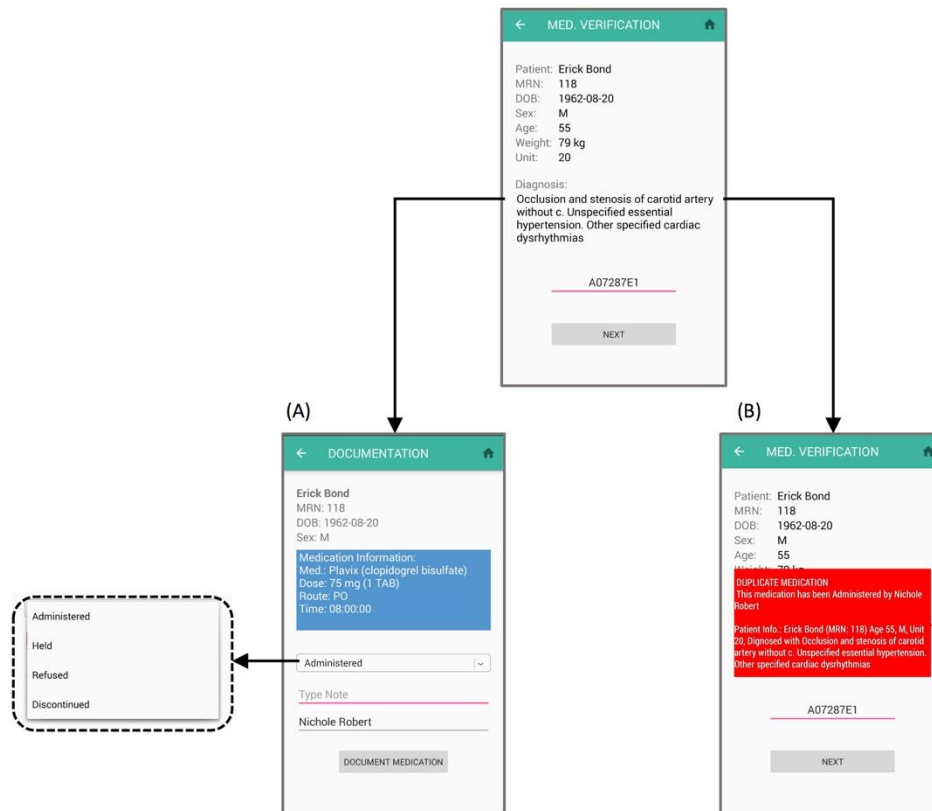 MED. VERIFICATION
Patient: Erick Bond
MRN: 118
DOB: 1962-08-20
Sex: M
Age: 55
Weight: 79 kg
Unit: 20
Diagnosis:
Occlusion and stenosis of carotid artery
without c. Unspecified essential
hypertension. Other specified cardiac
dysrhythmias
A07287E1
NEXT
(A)
DOCUMENTATION
Erick Bond
MRN: 118
DOB: 1962-08-20
Sex: M
Medication Information:
Med.: Plavix (clopidogrel bisulfate)
Dose: 75 mg (1 TAB)
Route: PO
Time: 08:00:00
Administered
Type Note
Nichole Robert
DOCUMENT MEDICATION
Administered
Held
Refused
Discontinued
(B)
MED. VERIFICATION
Patient: Erick Bond
MRN: 118
DOB: 1962-08-20
Sex: M
Age: 55
Weight: 79 kg
DUPLICATE MEDICATION
This medication has been Administered by Nichole
Robert
Patient Info.: Erick Bond (MRN: 118) Age 55, M, Unit
20, Dignosed with Occlusion and stenosis of carotid
artery without c. Unspecified essential hypertension.
Other specified cardiac dysrhythmias
A07287E1
NEXT